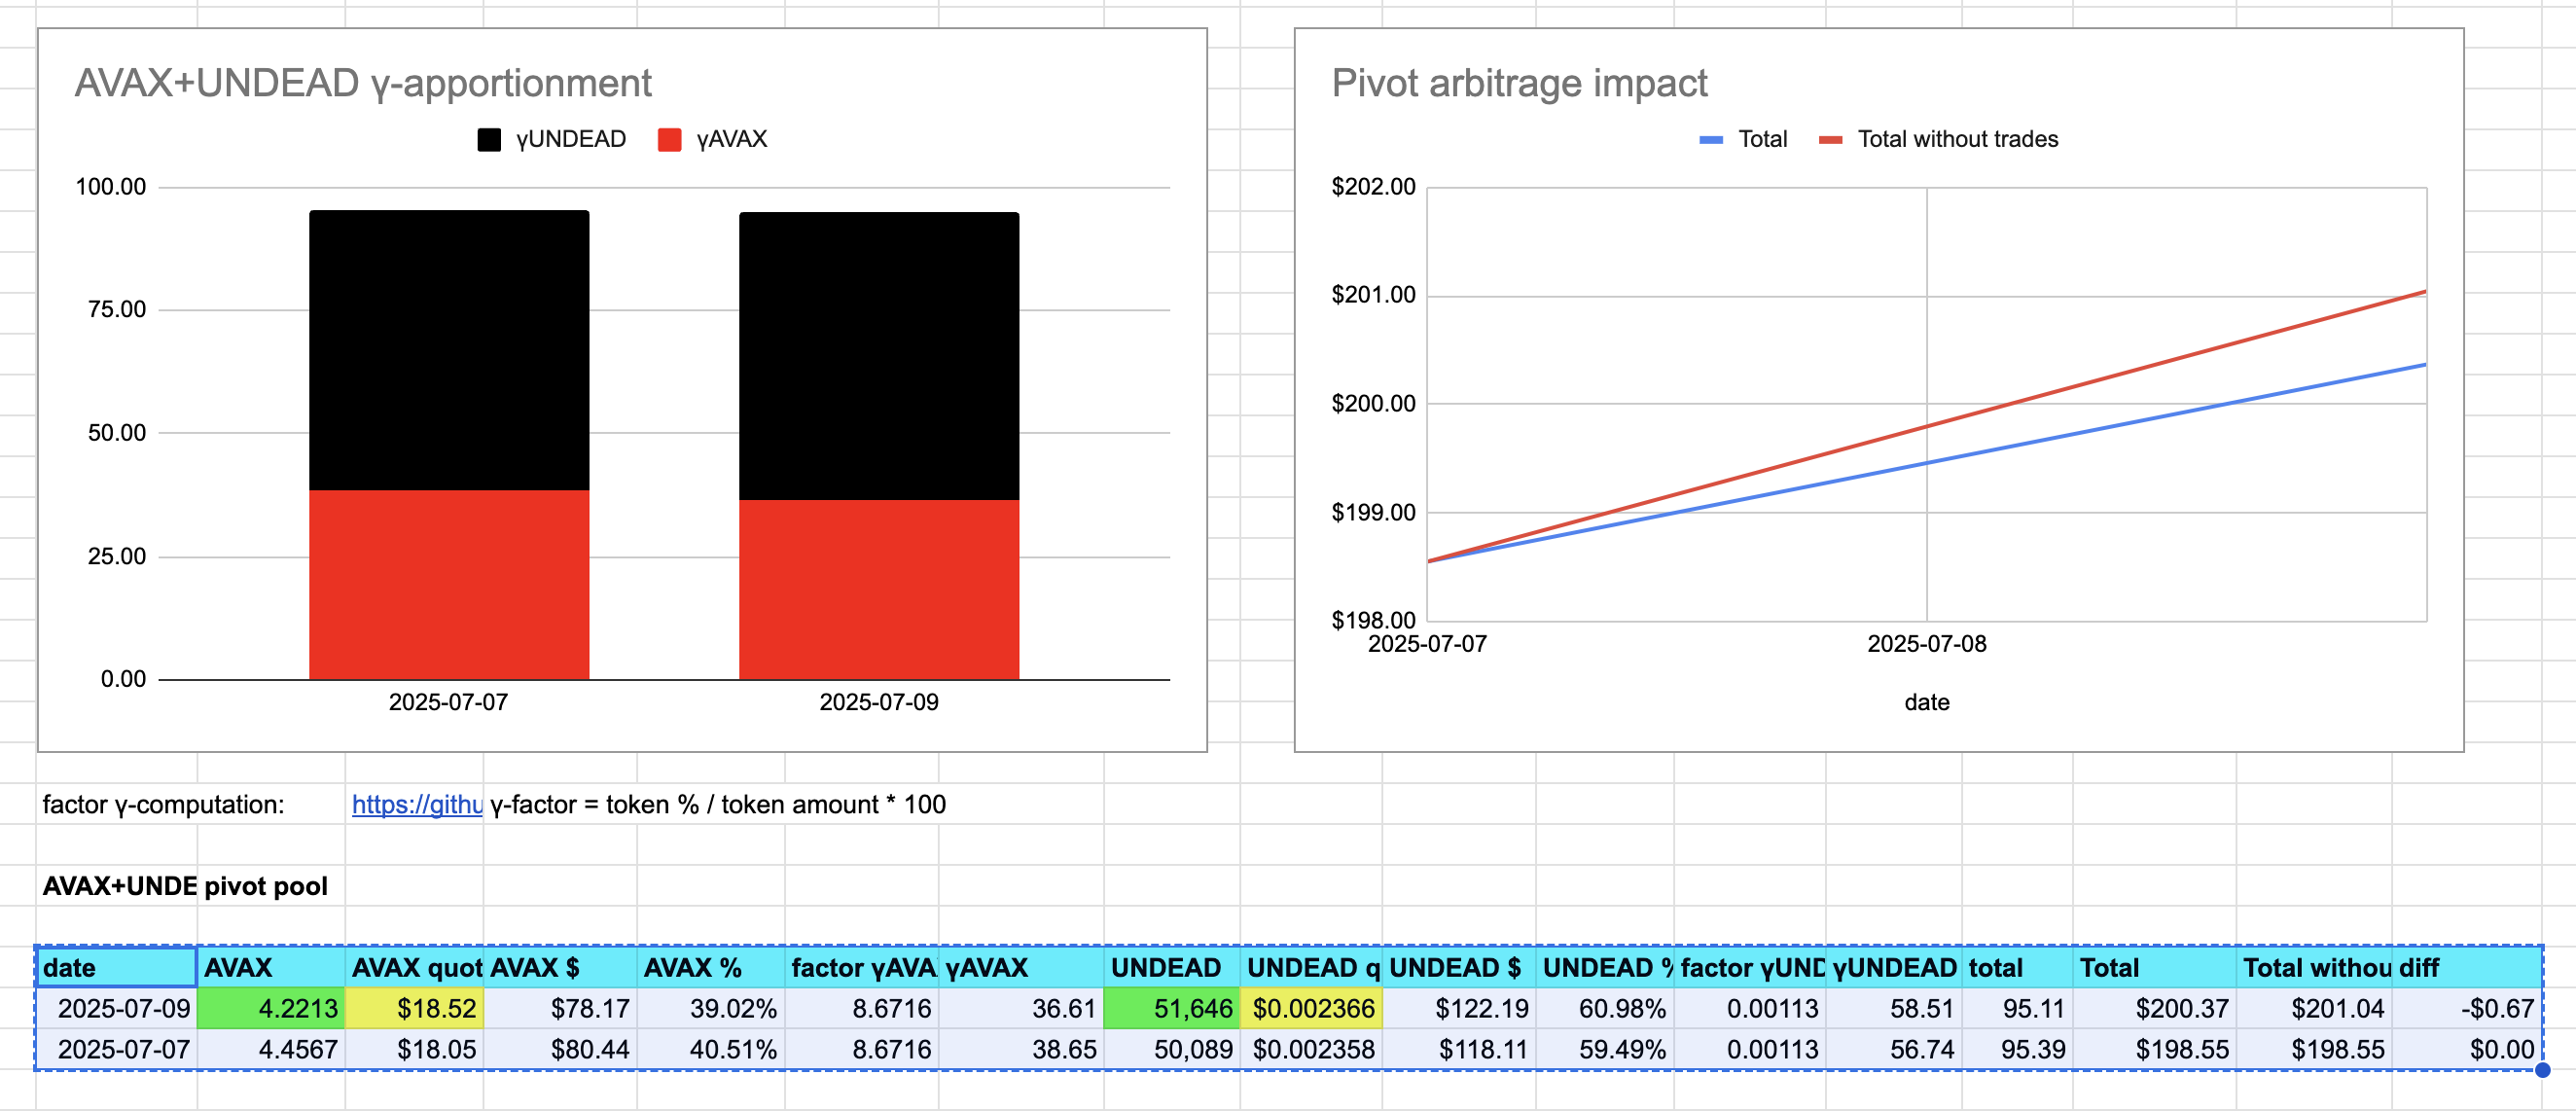 AVAX+UNDEAD γ-apportionment
γUNDEAD γAVAX
100.00
75.00
50.00
25.00
0.00
2025-07-07 2025-07-09
Pivot arbitrage impact
Total Total without trades
$202.00
$201.00
$200.00
$199.00
$198.00
2025-07-07 2025-07-08
date
factor γ-computation: https://githu γ-factor = token % / token amount * 100
AVAX+UNDE pivot pool
date AVAX AVAX quot AVAX $ AVAX % factor γAVA γAVAX UNDEAD UNDEAD q UNDEAD $ UNDEAD % factor γUND γUNDEAD total Total Total withou diff
2025-07-09 4.2213 $18.52 $78.17 39.02% 8.6716 36.61 51,646 $0.002366 $122.19 60.98% 0.00113 58.51 95.11 $200.37 $201.04 -$0.67
2025-07-07 4.4567 $18.05 $80.44 40.51% 8.6716 38.65 50,089 $0.002358 $118.11 59.49% 0.00113 56.74 95.39 $198.55 $198.55 $0.00